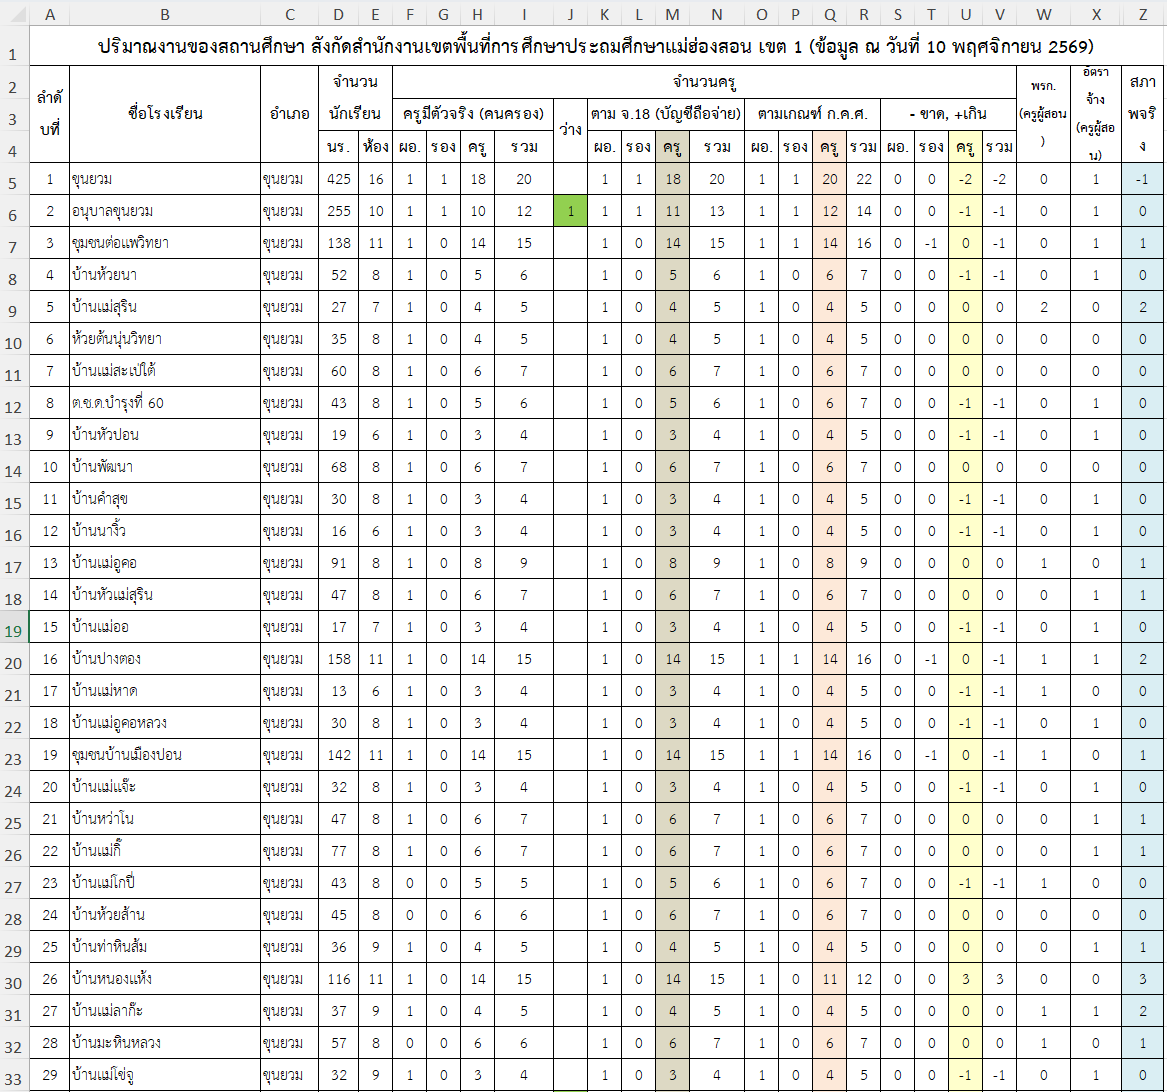 A B C D E F G H I J K L M N O P Q R S T U V W X Z
1 ปริมาณงานของสถานศึกษา สังกัดสำนักงานเขตพื้นที่การศึกษาประถมศึกษาแม่ฮ่องสอน เขต 1 (ข้อมูล ณ วันที่ 10 พฤศจิกายน 2569)
2 ลำดับที่ ชื่อโรงเรียน อำเภอ จำนวนนักเรียน จำนวนครู พรก. (ครูผู้สอน) อัตราจ้าง (ครูผู้สอน) สภาพจริง
3 ครูมีตัวจริง (คนครอง) ว่าง ตาม จ.18 (บัญชีถือจ่าย) ตามเกณฑ์ ก.ค.ศ. - ขาด, +เกิน
4 นร. ห้อง ผอ. รอง ครู รวม ผอ. รอง ครู รวม ผอ. รอง ครู รวม ผอ. รอง ครู รวม
5 1 ขุนยวม ขุนยวม 425 16 1 1 18 20 1 1 18 20 1 1 20 22 0 0 -2 -2 0 1 -1
6 2 อนุบาลขุนยวม ขุนยวม 255 10 1 1 10 12 1 1 1 11 13 1 1 12 14 0 0 -1 -1 0 1 0
7 3 ชุมชนต่อแพวิทยา ขุนยวม 138 11 1 0 14 15 1 0 14 15 1 1 14 16 0 -1 0 -1 0 1 1
8 4 บ้านห้วยนา ขุนยวม 52 8 1 0 5 6 1 0 5 6 1 0 6 7 0 0 -1 -1 0 1 0
9 5 บ้านแม่สุริน ขุนยวม 27 7 1 0 4 5 1 0 4 5 1 0 4 5 0 0 0 0 2 0 2
10 6 ห้วยต้นนุ่นวิทยา ขุนยวม 35 8 1 0 4 5 1 0 4 5 1 0 4 5 0 0 0 0 0 0 0
11 7 บ้านแม่สะเป่ใต้ ขุนยวม 60 8 1 0 6 7 1 0 6 7 1 0 6 7 0 0 0 0 0 0 0
12 8 ต.ช.ด.บำรุงที่ 60 ขุนยวม 43 8 1 0 5 6 1 0 5 6 1 0 6 7 0 0 -1 -1 0 1 0
13 9 บ้านหัวปอน ขุนยวม 19 6 1 0 3 4 1 0 3 4 1 0 4 5 0 0 -1 -1 0 1 0
14 10 บ้านพัฒนา ขุนยวม 68 8 1 0 6 7 1 0 6 7 1 0 6 7 0 0 0 0 0 0 0
15 11 บ้านคำสุข ขุนยวม 30 8 1 0 3 4 1 0 3 4 1 0 4 5 0 0 -1 -1 0 1 0
16 12 บ้านนางิ้ว ขุนยวม 16 6 1 0 3 4 1 0 3 4 1 0 4 5 0 0 -1 -1 0 1 0
17 13 บ้านแม่อูคอ ขุนยวม 91 8 1 0 8 9 1 0 8 9 1 0 8 9 0 0 0 0 1 0 1
18 14 บ้านหัวแม่สุริน ขุนยวม 47 8 1 0 6 7 1 0 6 7 1 0 6 7 0 0 0 0 0 1 1
19 15 บ้านแม่ออ ขุนยวม 17 7 1 0 3 4 1 0 3 4 1 0 4 5 0 0 -1 -1 0 1 0
20 16 บ้านปางตอง ขุนยวม 158 11 1 0 14 15 1 0 14 15 1 1 14 16 0 -1 0 -1 1 1 2
21 17 บ้านแม่หาด ขุนยวม 13 6 1 0 3 4 1 0 3 4 1 0 4 5 0 0 -1 -1 1 0 0
22 18 บ้านแม่อูคอหลวง ขุนยวม 30 8 1 0 3 4 1 0 3 4 1 0 4 5 0 0 -1 -1 0 1 0
23 19 ชุมชนบ้านเมืองปอน ขุนยวม 142 11 1 0 14 15 1 0 14 15 1 1 14 16 0 -1 0 -1 1 0 1
24 20 บ้านแม่แจ๊ะ ขุนยวม 32 8 1 0 3 4 1 0 3 4 1 0 4 5 0 0 -1 -1 0 1 0
25 21 บ้านหว่าโน ขุนยวม 47 8 1 0 6 7 1 0 6 7 1 0 6 7 0 0 0 0 0 1 1
26 22 บ้านแม่กิ๊ ขุนยวม 77 8 1 0 6 7 1 0 6 7 1 0 6 7 0 0 0 0 0 1 1
27 23 บ้านแม่โกปี่ ขุนยวม 43 8 0 0 5 5 1 0 5 6 1 0 6 7 0 0 -1 -1 1 0 0
28 24 บ้านห้วยส้าน ขุนยวม 45 8 0 0 6 6 1 0 6 7 1 0 6 7 0 0 0 0 0 0 0
29 25 บ้านท่าหินส้ม ขุนยวม 36 9 1 0 4 5 1 0 4 5 1 0 4 5 0 0 0 0 0 1 1
30 26 บ้านหนองแห้ง ขุนยวม 116 11 1 0 14 15 1 0 14 15 1 0 11 12 0 0 3 3 0 0 3
31 27 บ้านแม่ลาก๊ะ ขุนยวม 37 9 1 0 4 5 1 0 4 5 1 0 4 5 0 0 0 0 1 1 2
32 28 บ้านมะหินหลวง ขุนยวม 57 8 0 0 6 6 1 0 6 7 1 0 6 7 0 0 0 0 1 0 1
33 29 บ้านแม่โข่จู ขุนยวม 32 9 1 0 3 4 1 0 3 4 1 0 4 5 0 0 -1 -1 0 1 0